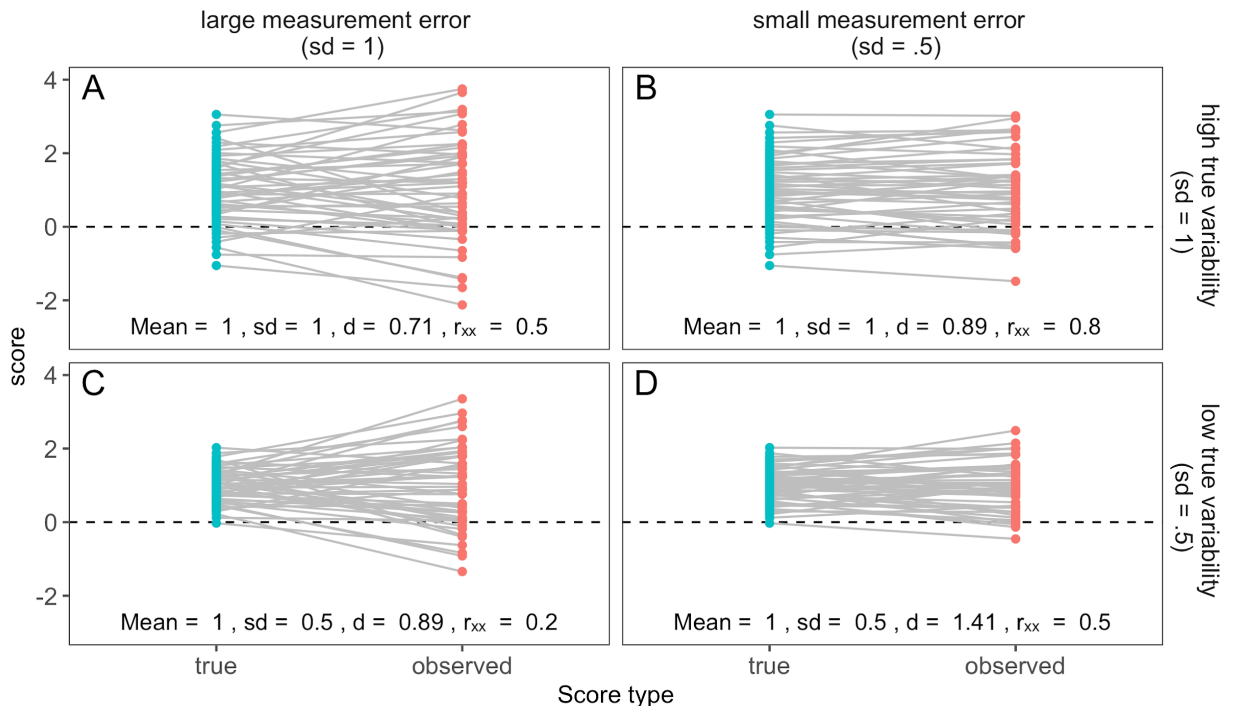 large measurement error
(sd = 1)
small measurement error
(sd = .5)
A
B
4
2
0
-2
Mean = 1 , sd = 1 , d = 0.71 , rₓₓ = 0.5
Mean = 1 , sd = 1 , d = 0.89 , rₓₓ = 0.8
high true variability
(sd = 1)
score
C
D
4
2
0
-2
Mean = 1 , sd = 0.5 , d = 0.89 , rₓₓ = 0.2
Mean = 1 , sd = 0.5 , d = 1.41 , rₓₓ = 0.5
low true variability
(sd = .5)
true
observed
true
observed
Score type